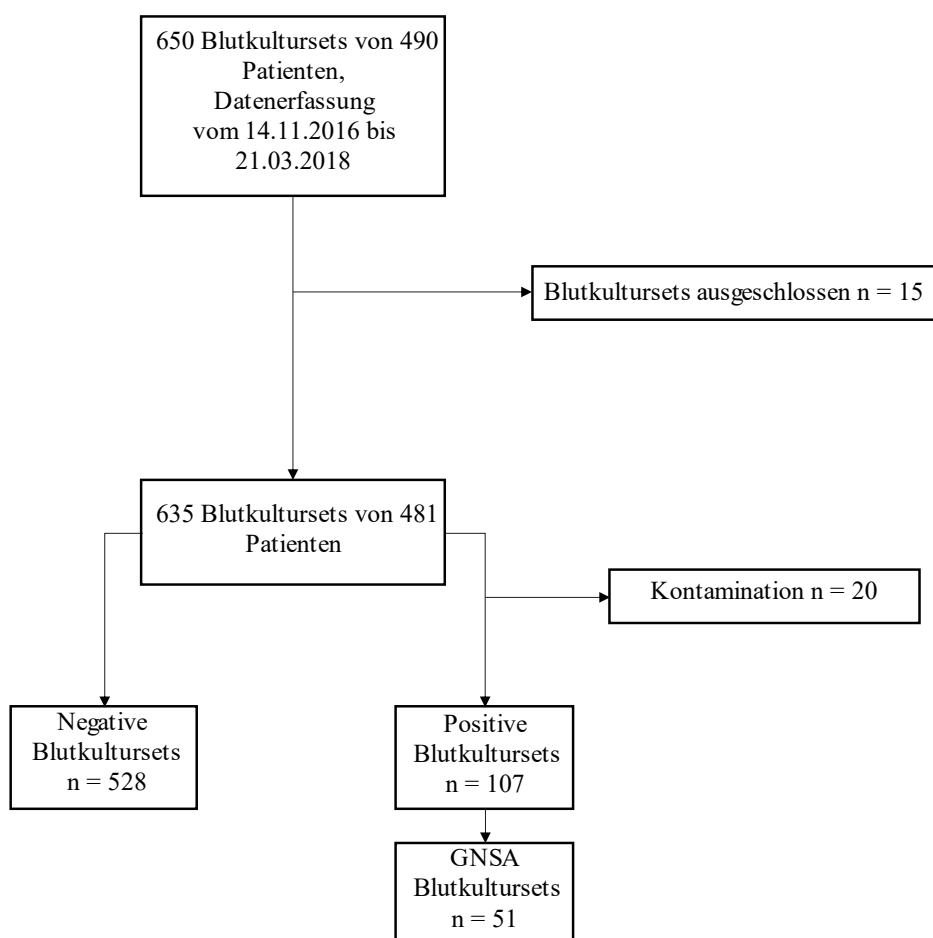 650 Blutkultursets von 490
Patienten,
Datenerfassung
vom 14.11.2016 bis
21.03.2018
Blutkultursets ausgeschlossen n = 15
635 Blutkultursets von 481
Patienten
Kontamination n = 20
Negative
Blutkultursets
n = 528
Positive
Blutkultursets
n = 107
GNSA
Blutkultursets
n = 51